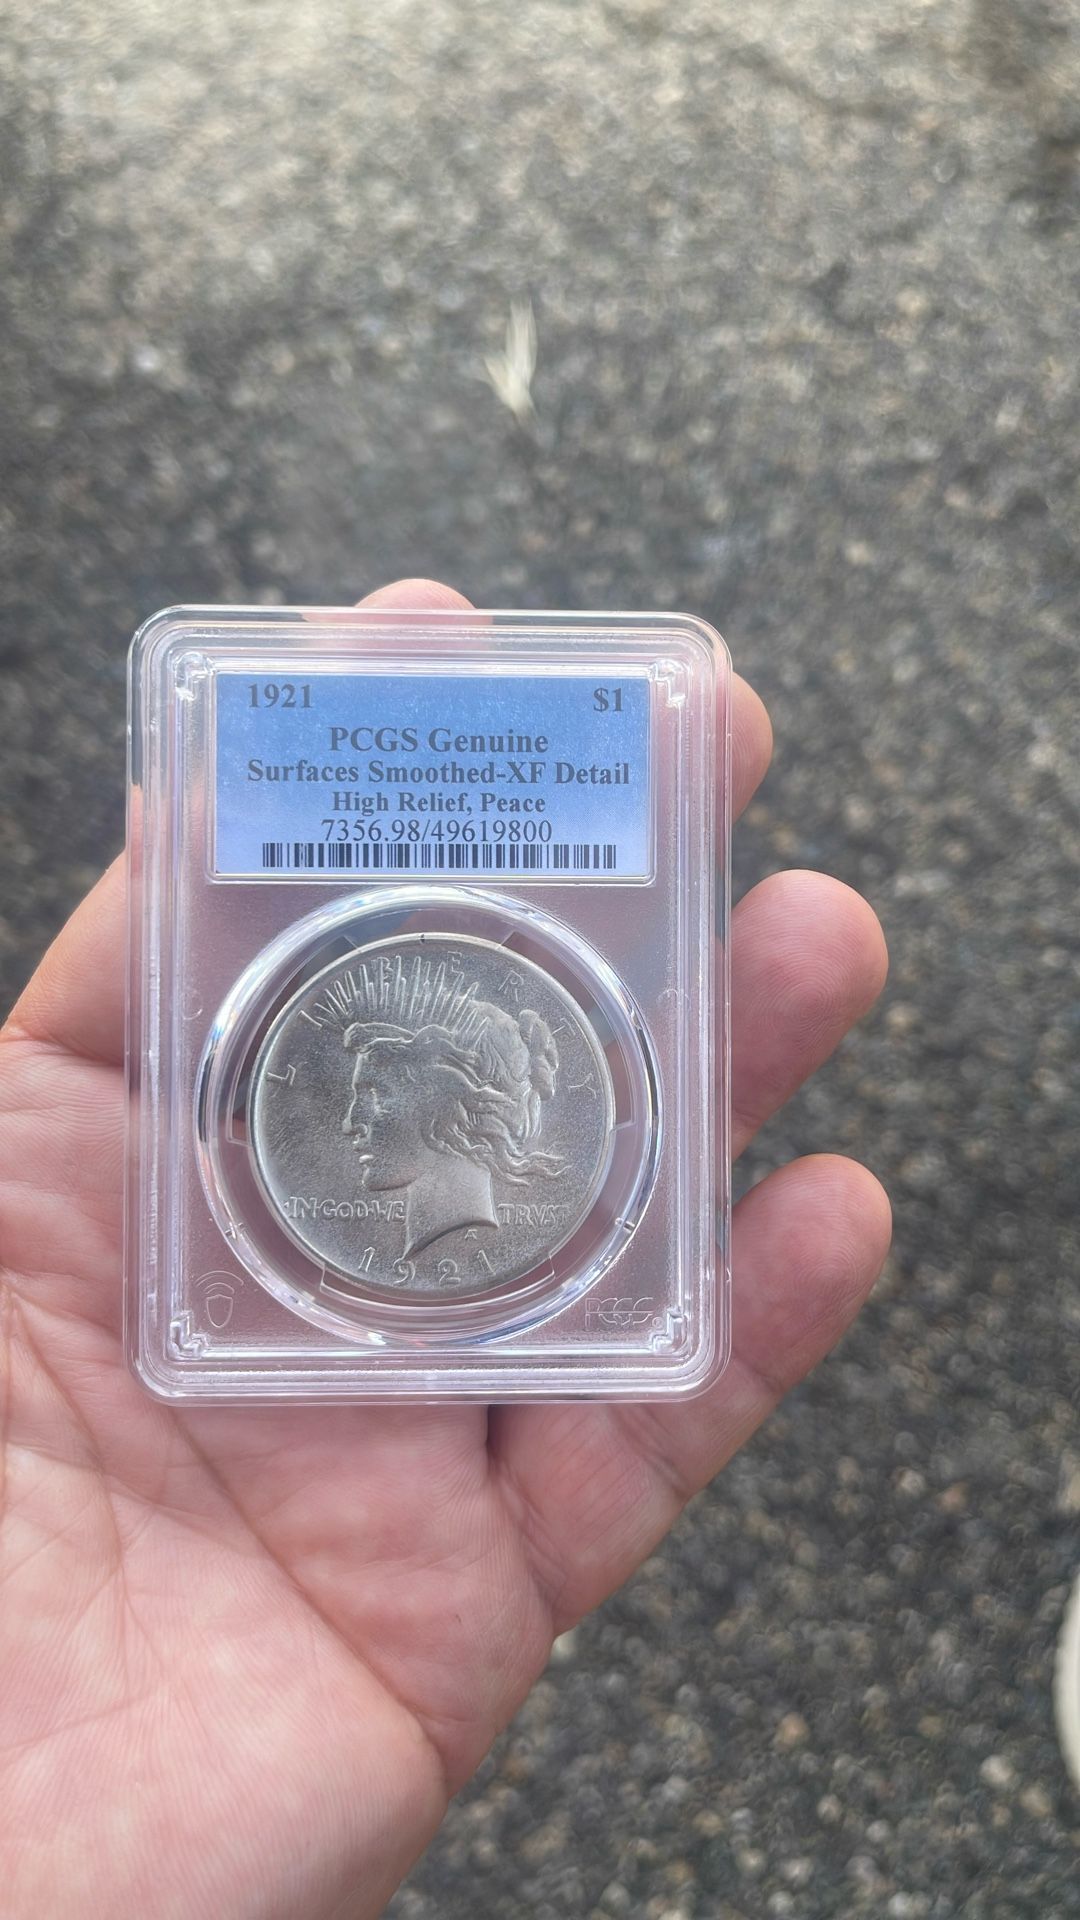 1921 $1
PCGS Genuine
Surfaces Smoothed-XF Detail
High Relief, Peace
7356.98/49619800
LIBERTY
IN GOD WE TRVST
1921
PCGS